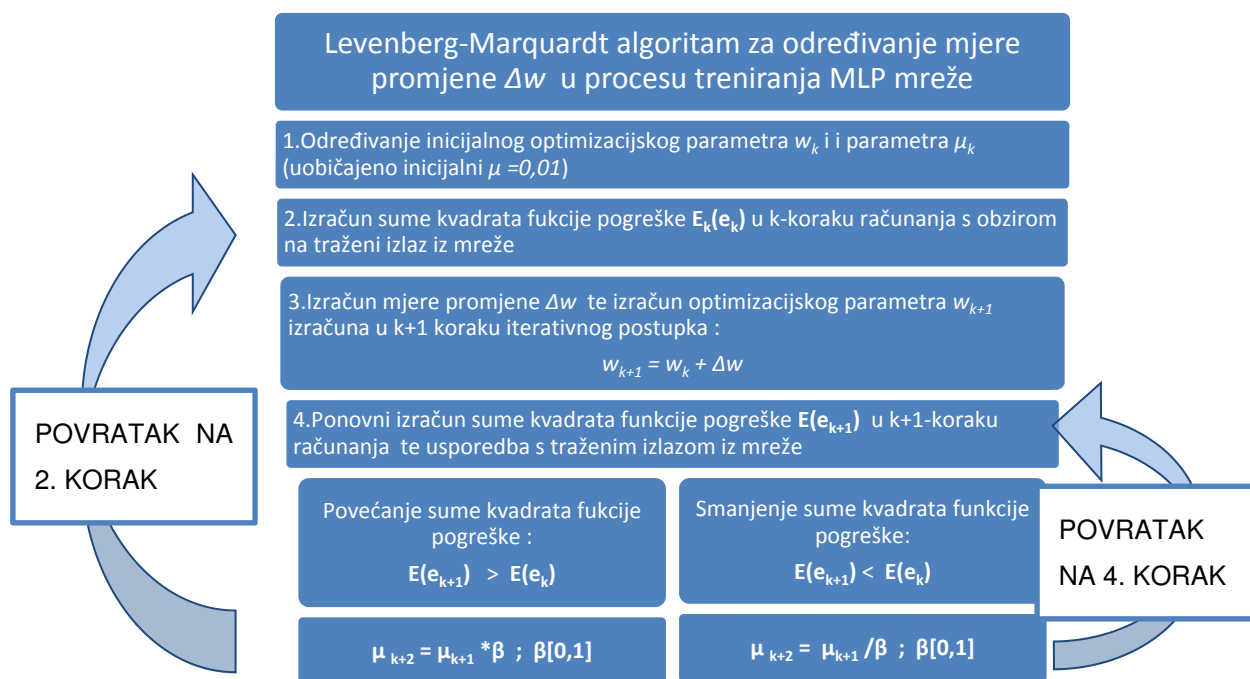 Levenberg-Marquardt algoritam za određivanje mjere
promjene Δw u procesu treniranja MLP mreže
1.Određivanje inicijalnog optimizacijskog parametra wk i i parametra μk
(uobičajeno inicijalni μ =0,01)
2.Izračun sume kvadrata fukcije pogreške Ek(ek) u k-koraku računanja s obzirom
na traženi izlaz iz mreže
3.Izračun mjere promjene Δw te izračun optimizacijskog parametra wk+1
izračuna u k+1 koraku iterativnog postupka :
wk+1 = wk + Δw
4.Ponovni izračun sume kvadrata funkcije pogreške E(ek+1) u k+1-koraku
računanja te usporedba s traženim izlazom iz mreže
POVRATAK NA
2. KORAK
Povećanje sume kvadrata fukcije
pogreške :
E(ek+1) > E(ek)
μ k+2 = μk+1 *β ; β[0,1]
Smanjenje sume kvadrata funkcije
pogreške:
E(ek+1) < E(ek)
μ k+2 = μk+1 /β ; β[0,1]
POVRATAK
NA 4. KORAK